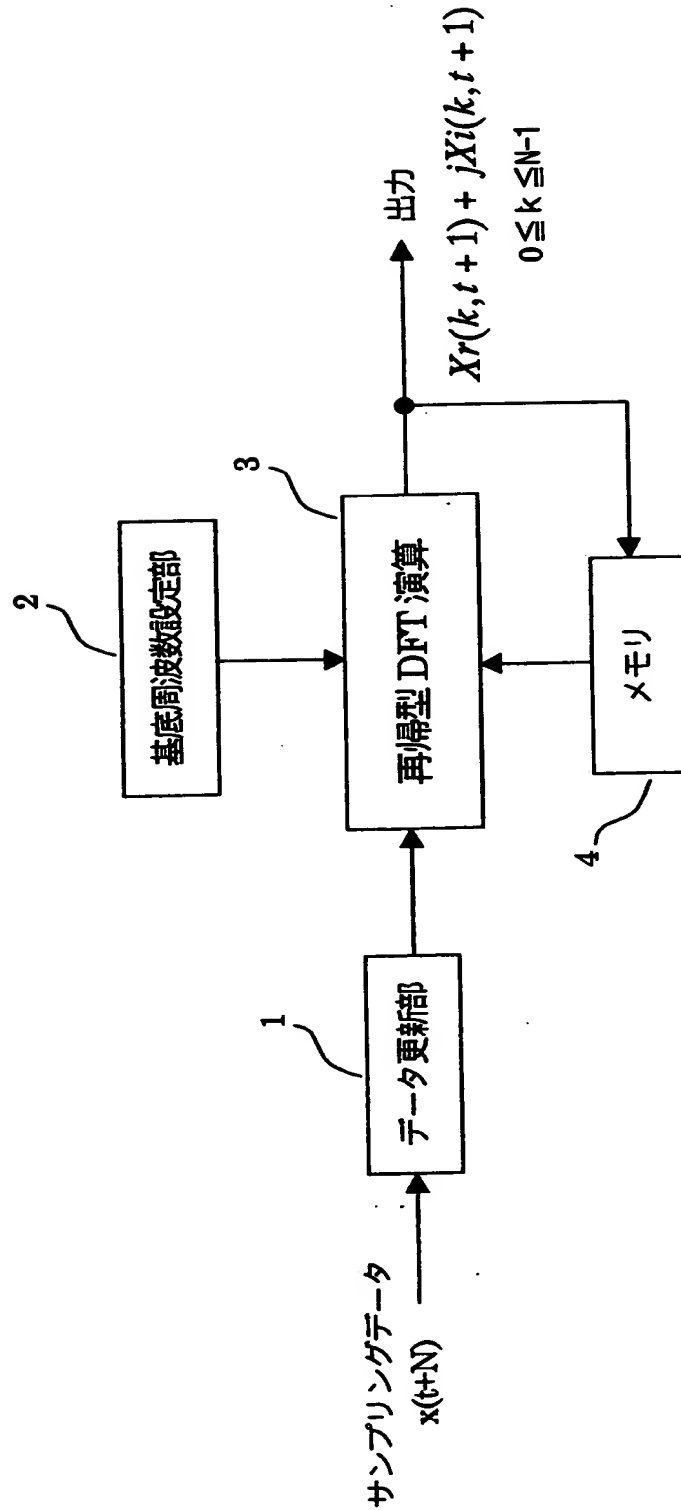 サンプリングデータ
x(t+N)
1
データ更新部
2
基底周波数設定部
3
再帰型 DFT 演算
4
メモリ
出力
Xr(k,t+1) + jXi(k,t+1)
0≦k≦N-1